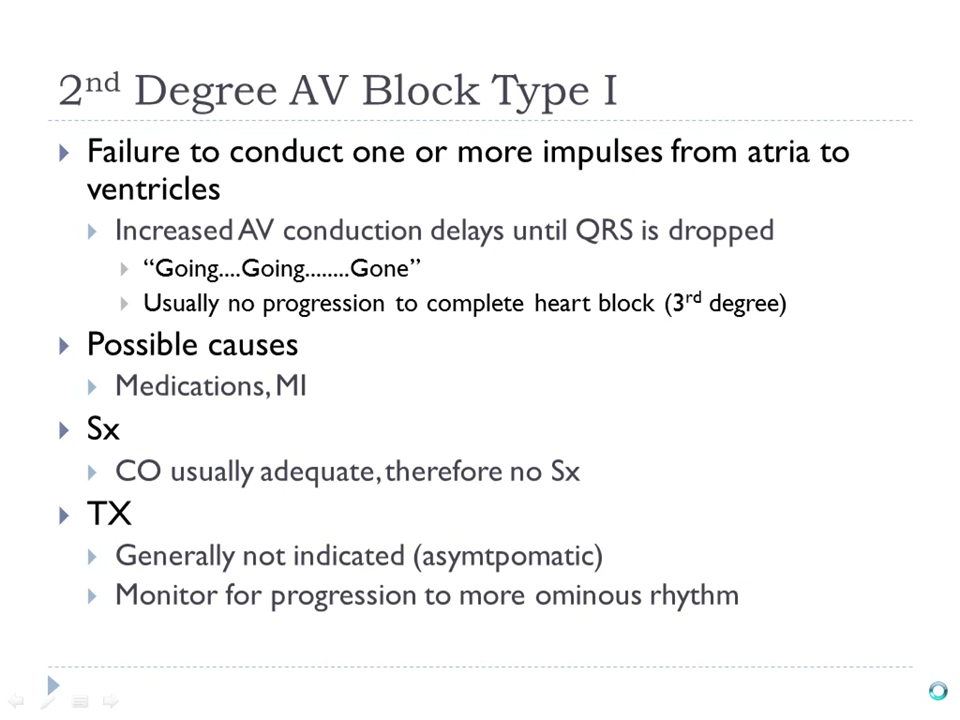 2nd Degree AV Block Type I
Failure to conduct one or more impulses from atria to
ventricles
Increased AV conduction delays until QRS is dropped
“Going....Going........Gone”
Usually no progression to complete heart block (3rd degree)
Possible causes
Medications, MI
Sx
CO usually adequate, therefore no Sx
TX
Generally not indicated (asymtpomatic)
Monitor for progression to more ominous rhythm